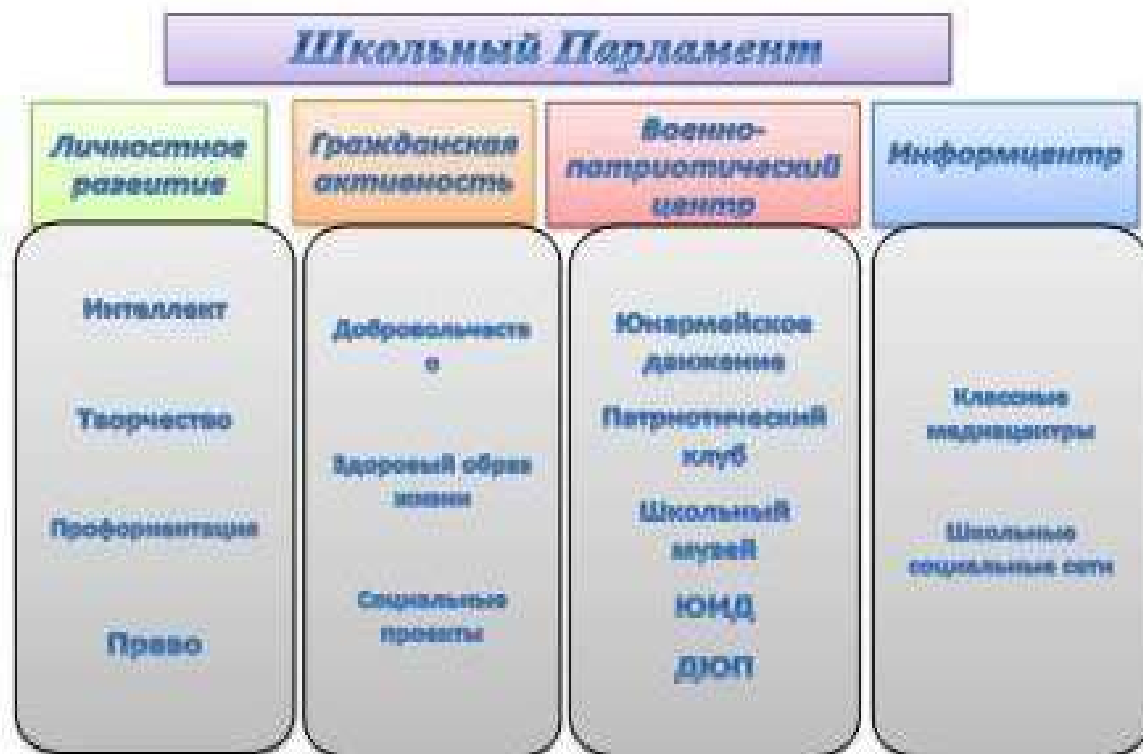 Школьный Парламент
Личностное
развитие
Гражданская
активность
Военно-
патриотический
центр
Информцентр
Интеллект
Творчество
Профориентация
Право
Добровольчеств
о
Здоровый образ
жизни
Социальные
проекты
Юнармейское
движение
Патриотический
клуб
Школьный
музей
ЮИД
ДЮП
Классные
медиацентры
Школьные
социальные сети